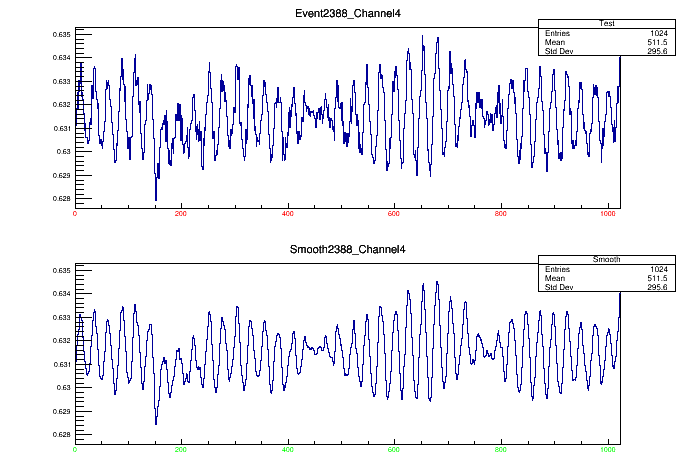 Event2388_Channel4
Test
Entries 1024
Mean 511.5
Std Dev 295.6
0.635
0.634
0.633
0.632
0.631
0.63
0.629
0.628
0 200 400 600 800 1000
Smooth2388_Channel4
Smooth
Entries 1024
Mean 511.5
Std Dev 295.6
0.635
0.634
0.633
0.632
0.631
0.63
0.629
0.628
0 200 400 600 800 1000